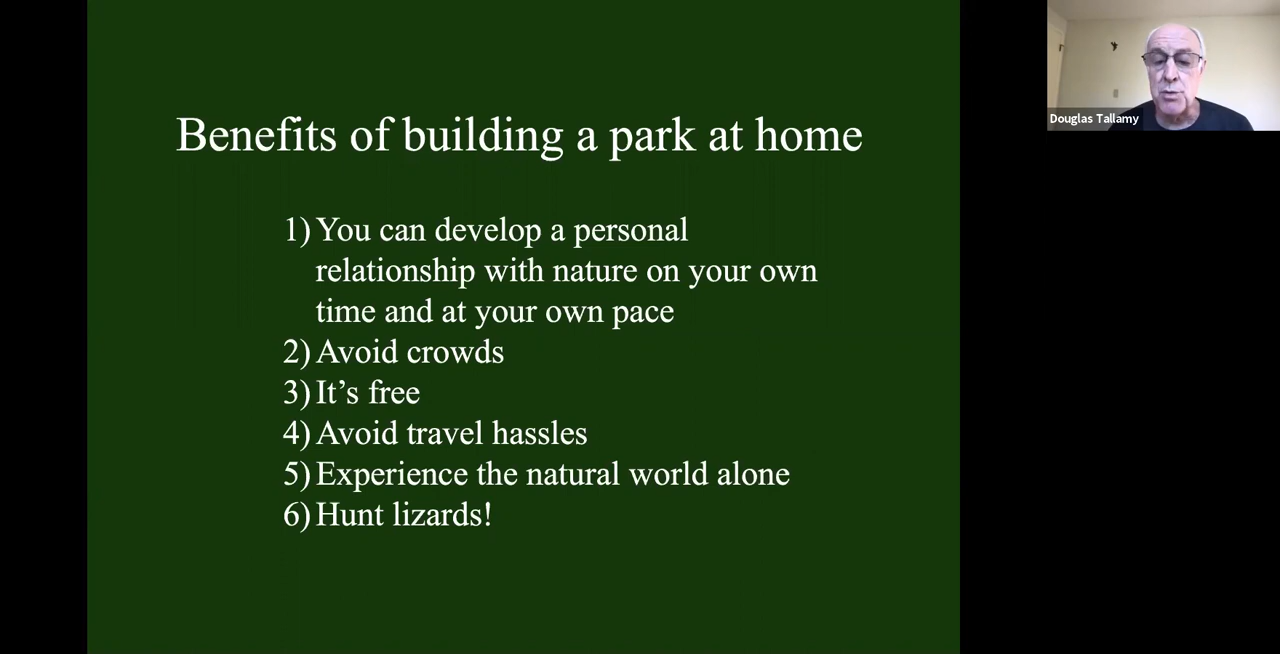 Benefits of building a park at home
1) You can develop a personal
relationship with nature on your own
time and at your own pace
2) Avoid crowds
3) It’s free
4) Avoid travel hassles
5) Experience the natural world alone
6) Hunt lizards!
Douglas Tallamy